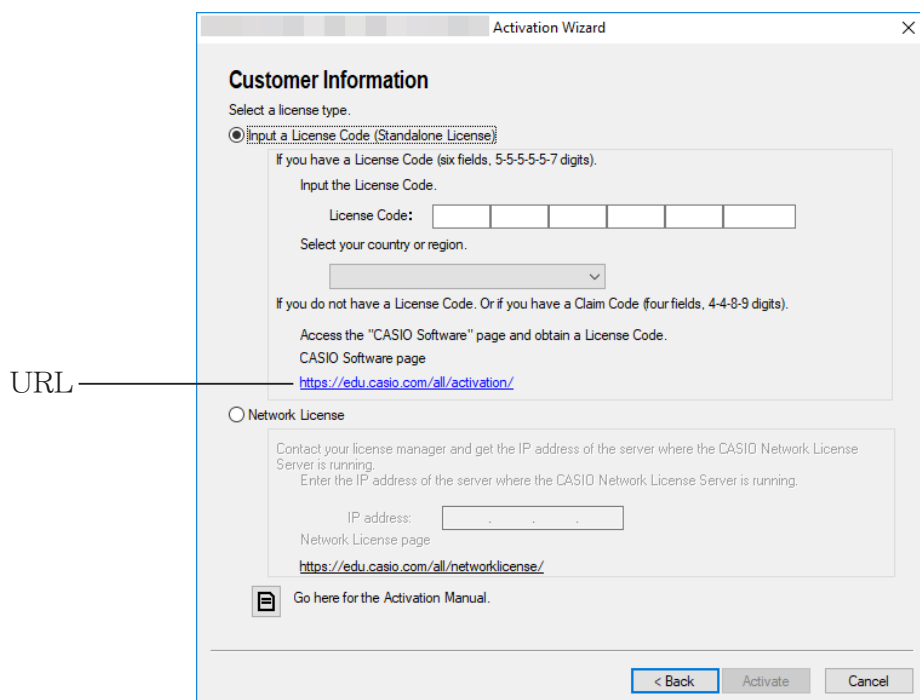 Activation Wizard
Customer Information
Select a license type.
Input a License Code (Standalone License)
If you have a License Code (six fields, 5-5-5-5-5-7 digits).
Input the License Code.
License Code:
Select your country or region.
If you do not have a License Code. Or if you have a Claim Code (four fields, 4-4-8-9 digits).
Access the "CASIO Software" page and obtain a License Code.
CASIO Software page
URL
https://edu.casio.com/all/activation/
Network License
Contact your license manager and get the IP address of the server where the CASIO Network License
Server is running.
Enter the IP address of the server where the CASIO Network License Server is running.
IP address: . . .
Network License page
https://edu.casio.com/all/networklicense/
Go here for the Activation Manual.
< Back Activate Cancel